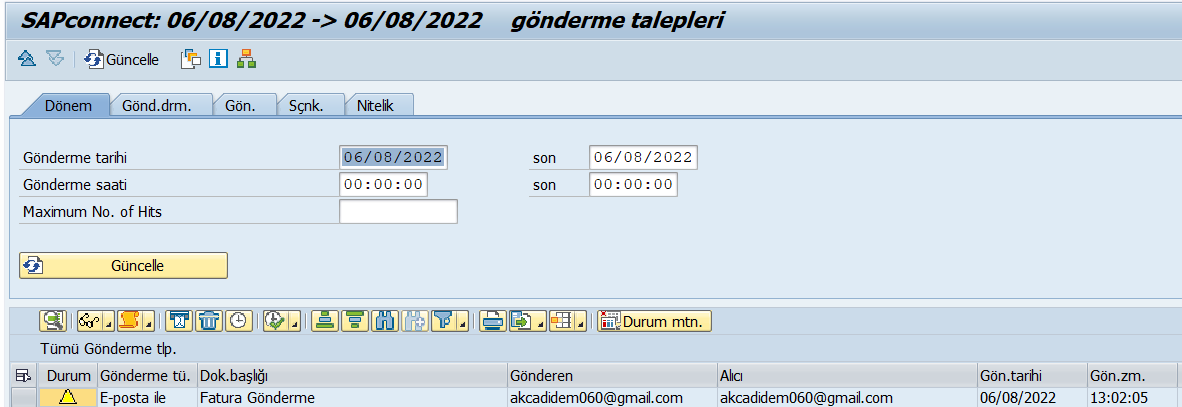 SAPconnect: 06/08/2022 -> 06/08/2022 gönderme talepleri
Güncelle
Dönem Gönd.drm. Gön. Sçnk. Nitelik
Gönderme tarihi 06/08/2022 son 06/08/2022
Gönderme saati 00:00:00 son 00:00:00
Maximum No. of Hits
Güncelle
Durum mtn.
Tümü Gönderme tlp.
Durum Gönderme tü. Dok.başlığı Gönderen Alıcı Gön.tarihi Gön.zm.
E-posta ile Fatura Gönderme akcadidem060@gmail.com akcadidem060@gmail.com 06/08/2022 13:02:05